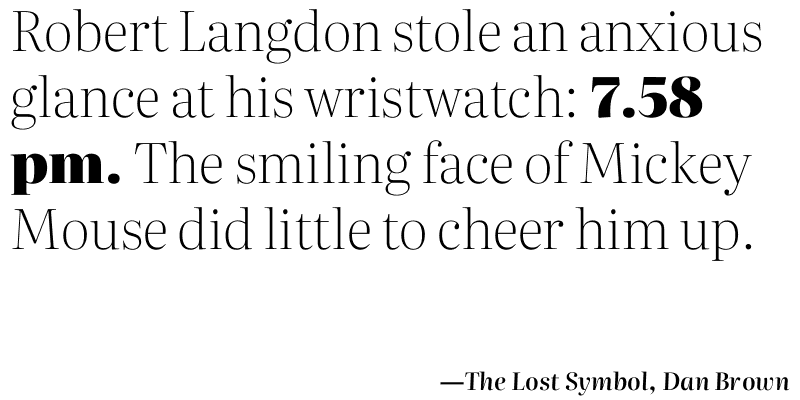 Robert Langdon stole an anxious
glance at his wristwatch: 7.58
pm. The smiling face of Mickey
Mouse did little to cheer him up.
—The Lost Symbol, Dan Brown